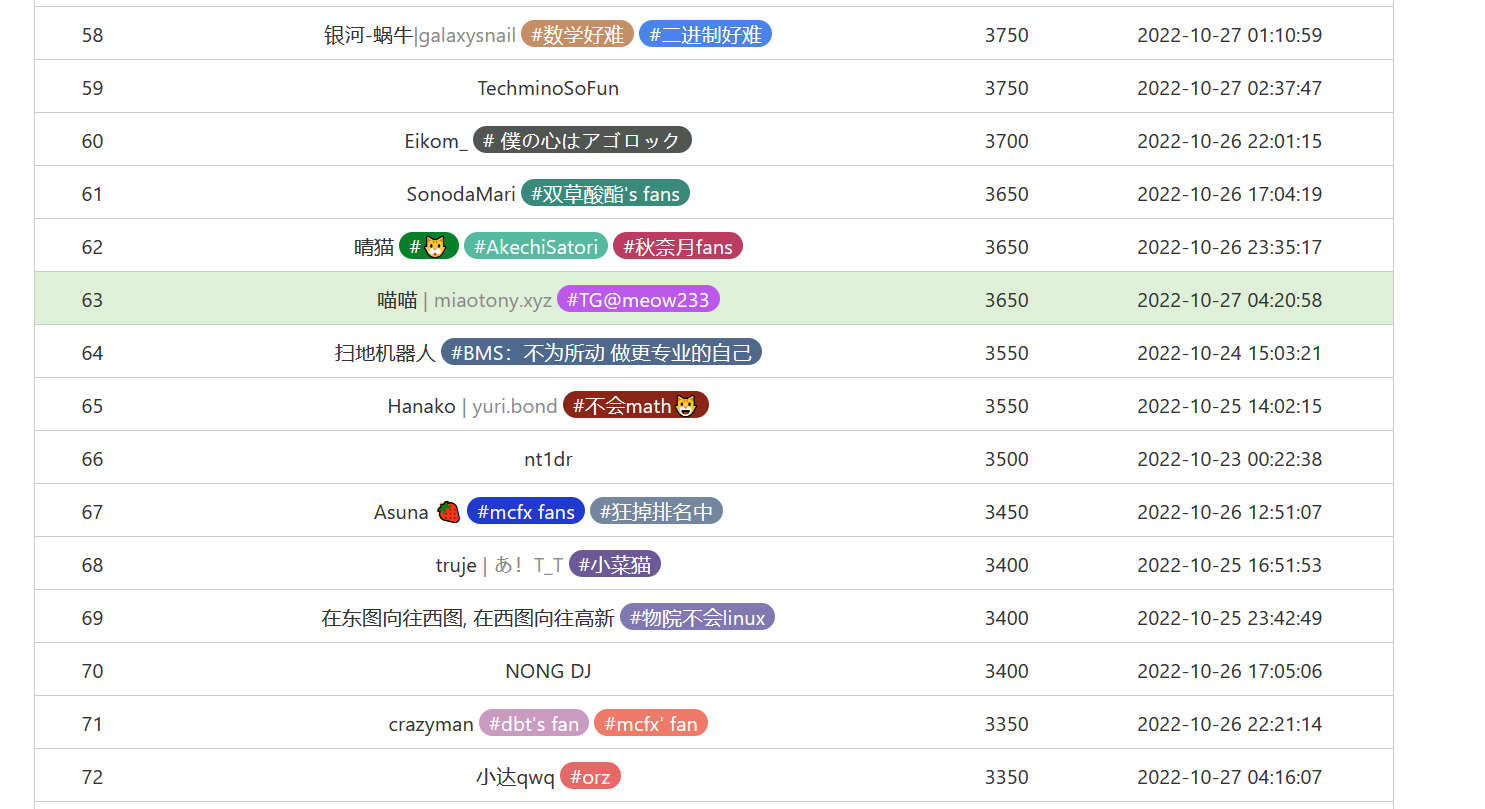 58 银河-蜗牛|galaxysnail #数学好难 #二进制好难 3750 2022-10-27 01:10:59
59 TechminoSoFun 3750 2022-10-27 02:37:47
60 Eikom_ # 僕の心はアゴロック 3700 2022-10-26 22:01:15
61 SonodaMari #双草酸酯's fans 3650 2022-10-26 17:04:19
62 晴猫 #🐱 #AkechiSatori #秋奈月fans 3650 2022-10-26 23:35:17
63 喵喵 | miaotony.xyz #TG@meow233 3650 2022-10-27 04:20:58
64 扫地机器人 #BMS：不为所动 做更专业的自己 3550 2022-10-24 15:03:21
65 Hanako | yuri.bond #不会math😺 3550 2022-10-25 14:02:15
66 nt1dr 3500 2022-10-23 00:22:38
67 Asuna 🍓 #mcfx fans #狂掉排名中 3450 2022-10-26 12:51:07
68 truje | あ！T_T #小菜猫 3400 2022-10-25 16:51:53
69 在东图向往西图, 在西图向往高新 #物院不会linux 3400 2022-10-25 23:42:49
70 NONG DJ 3400 2022-10-26 17:05:06
71 crazyman #dbt's fan #mcfx' fan 3350 2022-10-26 22:21:14
72 小达qwq #orz 3350 2022-10-27 04:16:07